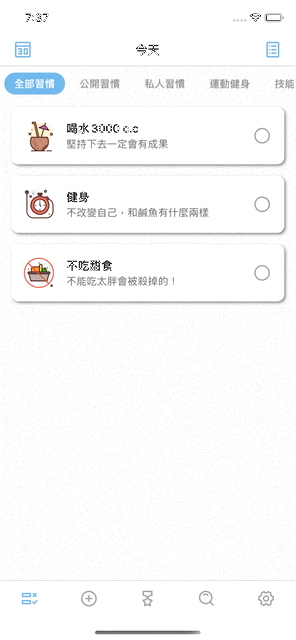 7:37
30
今天
全部習慣 公開習慣 私人習慣 運動健身 技能
喝水 3000 c.c
堅持下去一定會有成果
健身
不改變自己，和鹹魚有什麼兩樣
不吃甜食
不能吃太胖會被殺掉的！